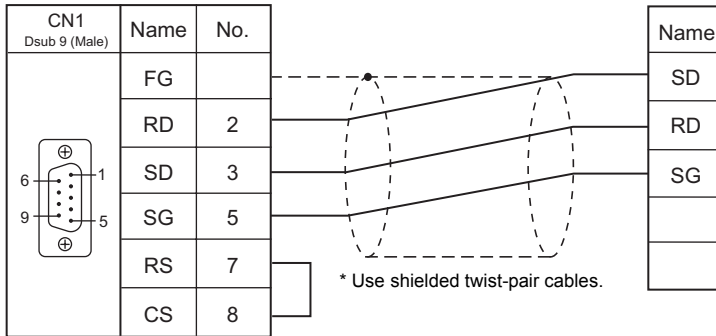 CN1
Dsub 9 (Male)
Name No.
FG
RD 2
SD 3
SG 5
RS 7
CS 8
6 1
9 5
* Use shielded twist-pair cables.
Name
SD
RD
SG